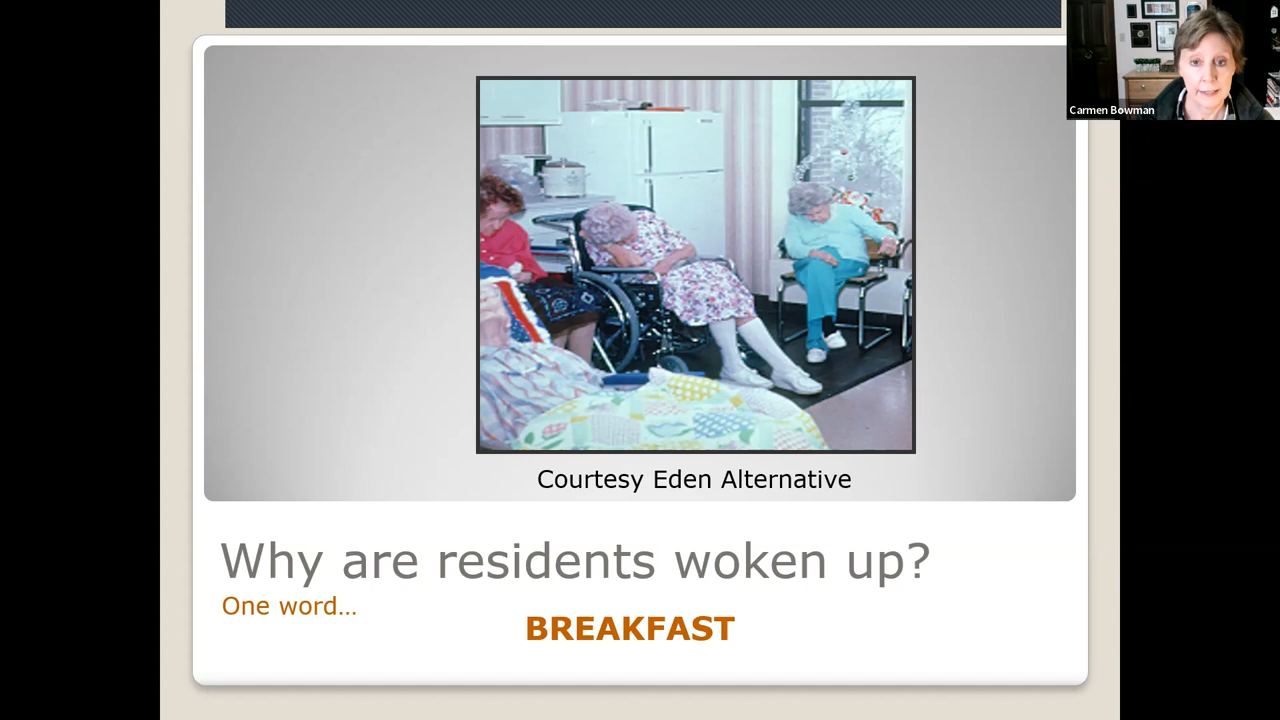 Carmen Bowman
Courtesy Eden Alternative
Why are residents woken up?
One word…
BREAKFAST